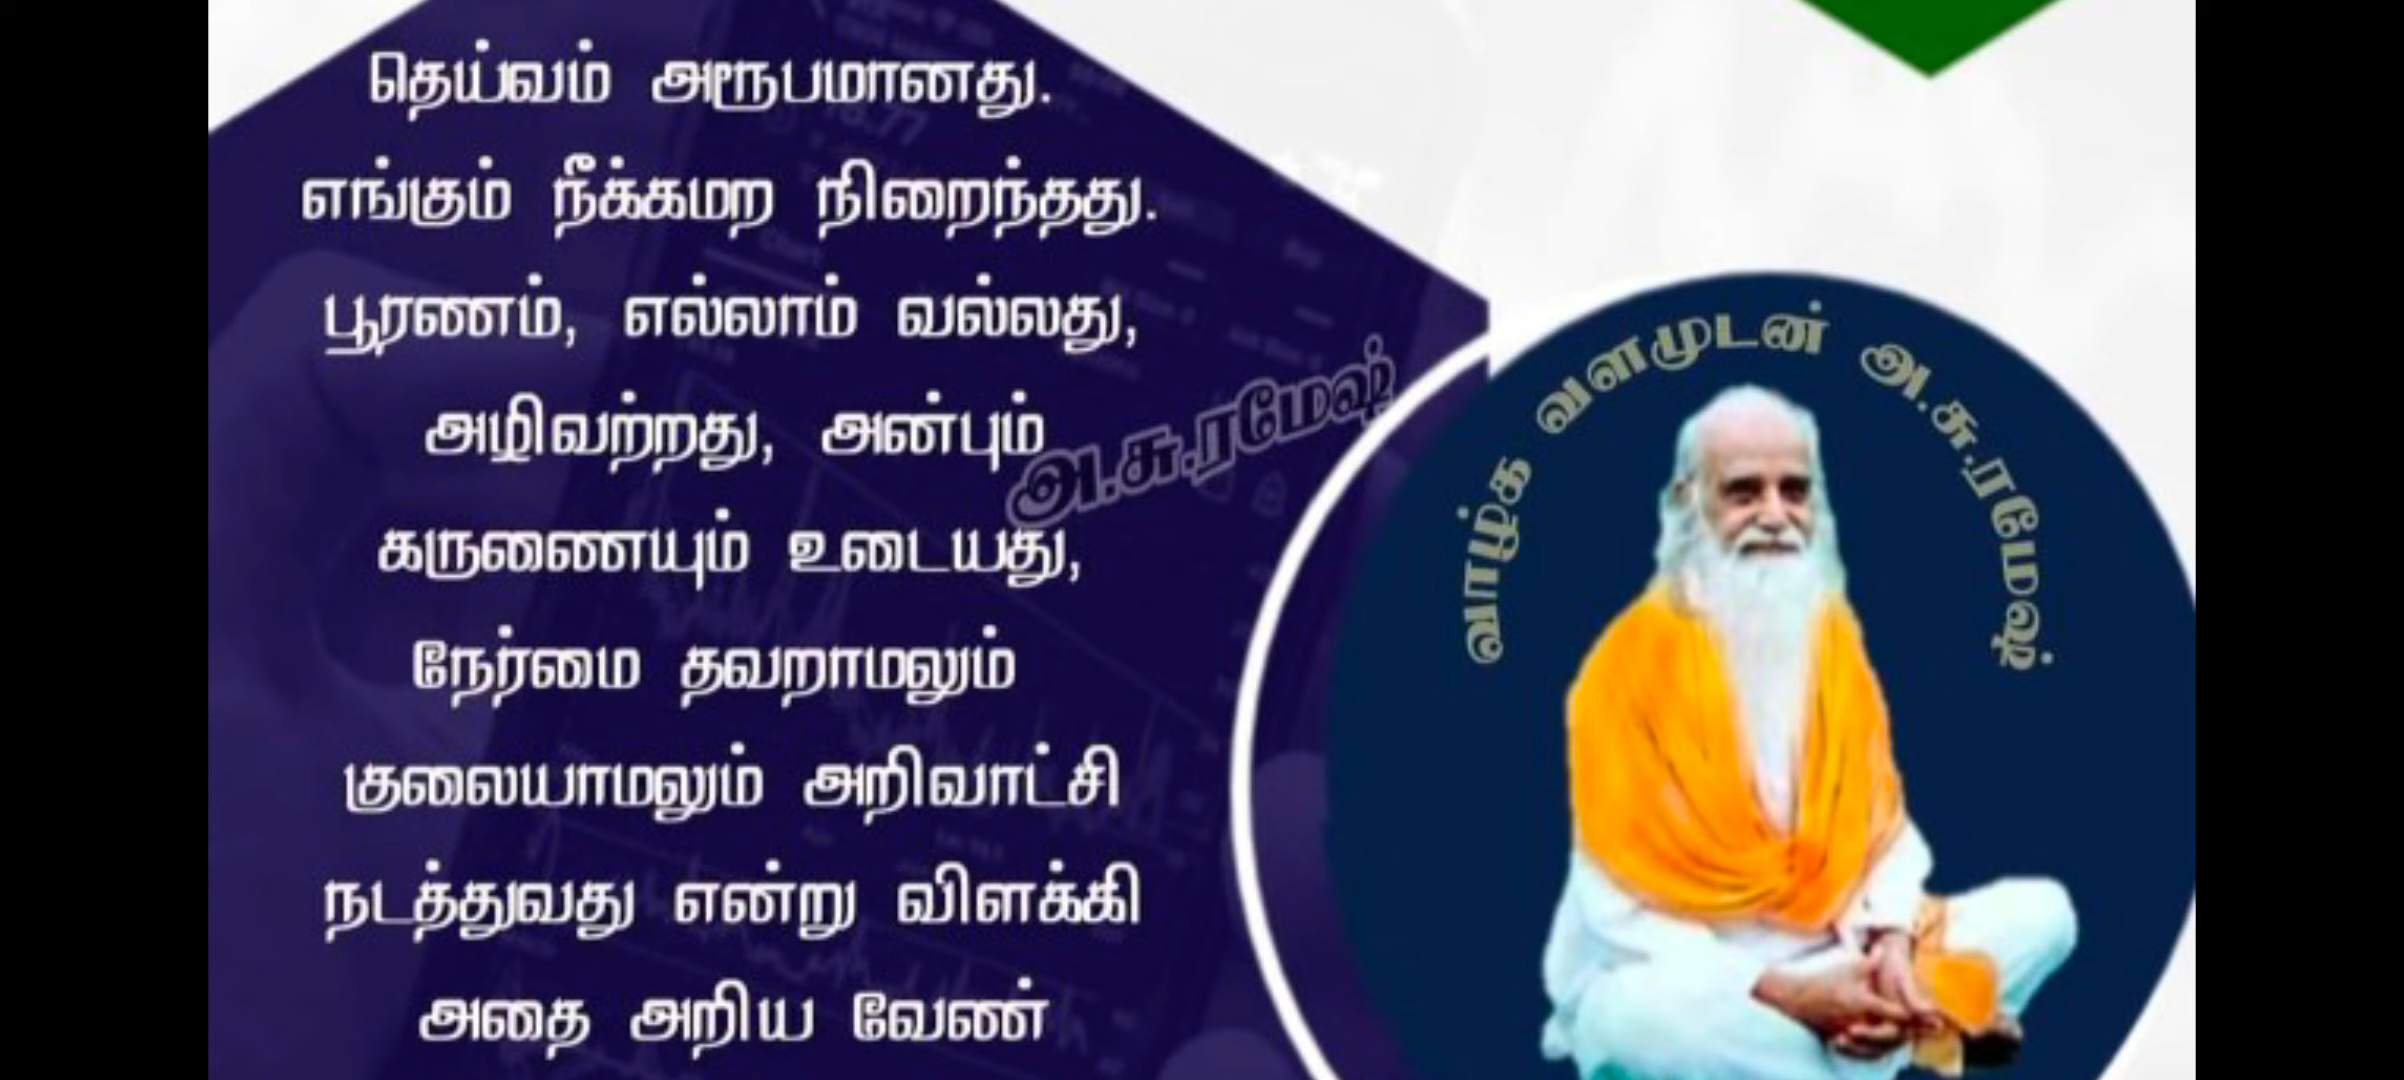 தெய்வம் அரூபமானது.
எங்கும் நீக்கமற நிறைந்தது.
பூரணம், எல்லாம் வல்லது,
அழிவற்றது, அன்பும்
கருணையும் உடையது,
நேர்மை தவறாமலும்
குலையாமலும் அறிவாட்சி
நடத்துவது என்று விளக்கி
அதை அறிய வேண்
அ.சு.ரமேஷ்
வாழ்க வளமுடன் அ.சு.ரமேஷ்